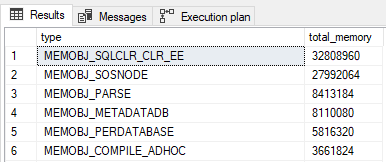 Results Messages Execution plan
type total_memory
1 MEMOBJ_SQLCLR_CLR_EE 32808960
2 MEMOBJ_SOSNODE 27992064
3 MEMOBJ_PARSE 8413184
4 MEMOBJ_METADATADB 8110080
5 MEMOBJ_PERDATABASE 5816320
6 MEMOBJ_COMPILE_ADHOC 3661824